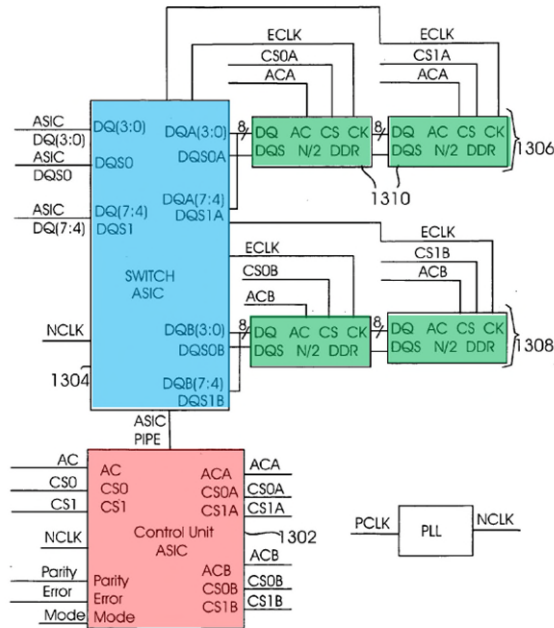 ECLK
CS0A
ACA
CS1A
ACA
ASIC
DQ(3:0)
ASIC
DQS0
ASIC
DQ(7:4)
DQ(3:0)
DQS0
DQ(7:4)
DQS1
DQA(3:0)
DQS0A
DQA(7:4)
DQS1A
SWITCH
ASIC
8
DQ AC CS CK
DQS N/2 DDR
8
DQ AC CS CK
DQS N/2 DDR
1306
1310
ECLK
CS0B
ACB
ECLK
CS1B
ACB
NCLK
1304
DQB(3:0)
DQS0B
DQB(7:4)
DQS1B
8
DQ AC CS CK
DQS N/2 DDR
8
DQ AC CS CK
DQS N/2 DDR
1308
ASIC
PIPE
AC
CS0
CS1
NCLK
Parity
Error
Mode
AC
CS0
CS1
Control Unit
ASIC
Parity
Error
Mode
ACA
CS0A
CS1A
ACB
CS0B
CS1B
ACA
CS0A
CS1A
1302
ACB
CS0B
CS1B
PCLK
PLL
NCLK